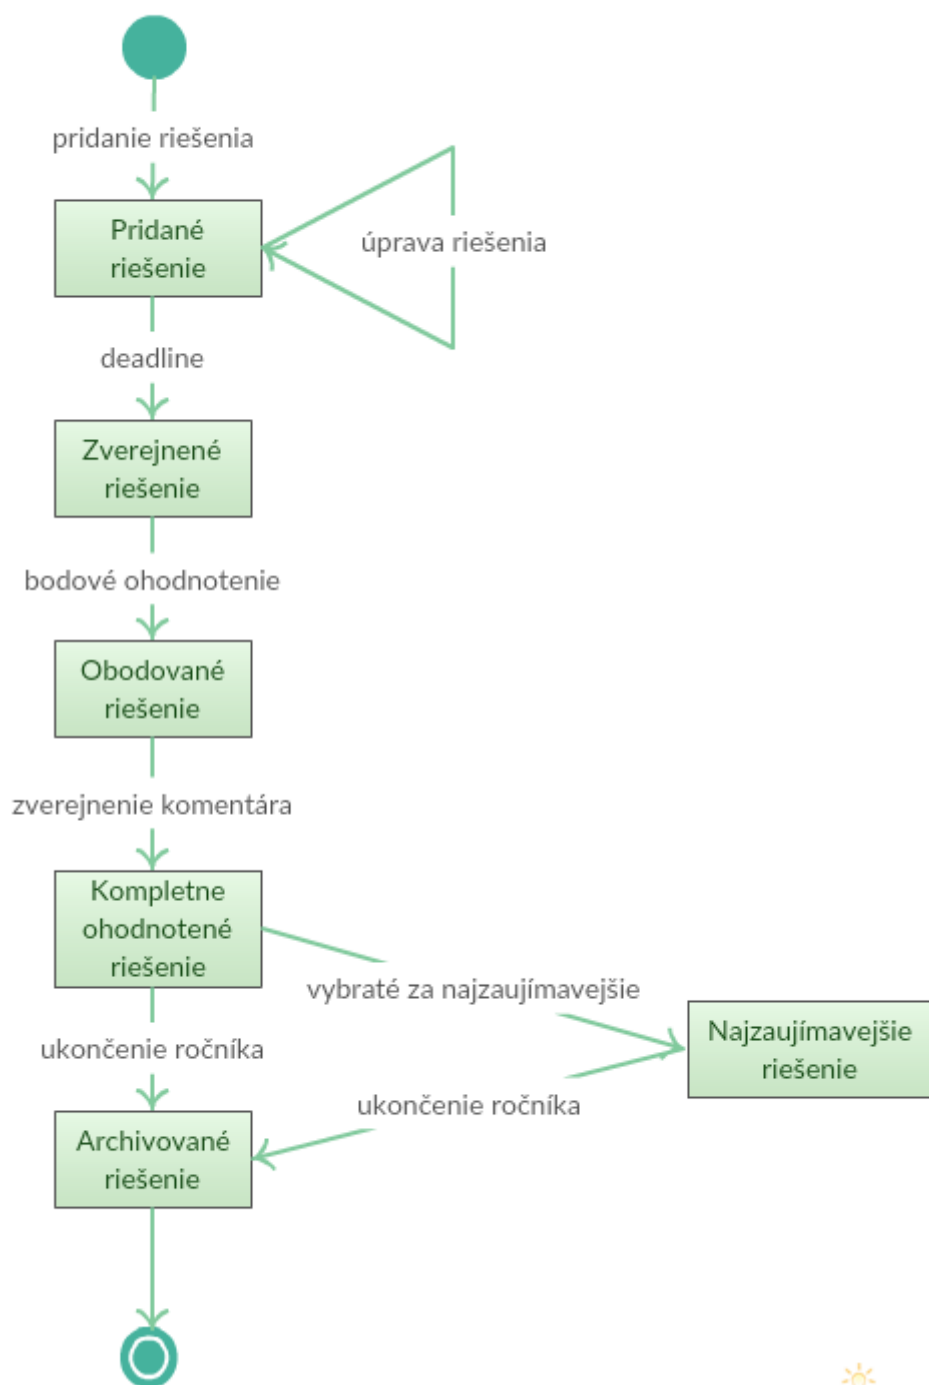 pridanie riešenia
Pridané
riešenie
úprava riešenia
deadline
Zverejnené
riešenie
bodové ohodnotenie
Obodované
riešenie
zverejnenie komentára
Kompletne
ohodnotené
riešenie
vybraté za najzaujímavejšie
Najzaujímavejšie
riešenie
ukončenie ročníka
ukončenie ročníka
Archivované
riešenie